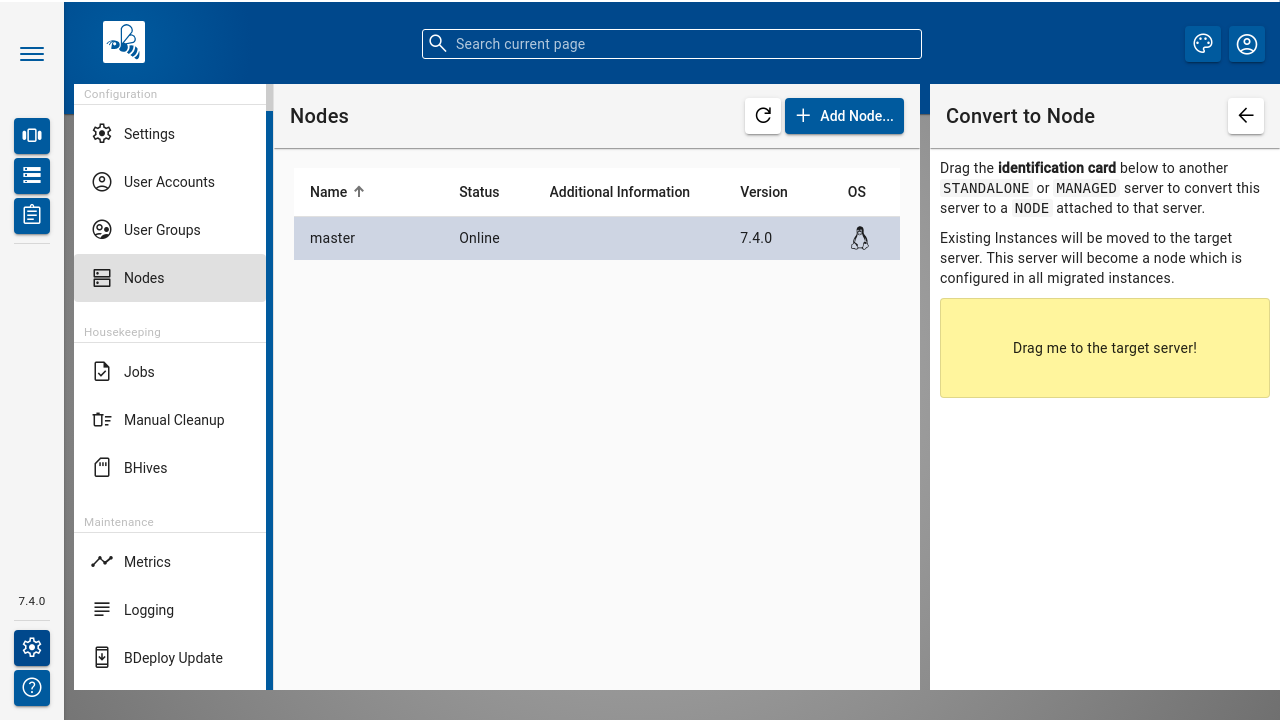 Search current page
Configuration
Settings
User Accounts
User Groups
Nodes
Housekeeping
Jobs
Manual Cleanup
BHives
Maintenance
Metrics
Logging
BDeploy Update
7.4.0
Nodes
Add Node...
Name Status Additional Information Version OS
master Online 7.4.0
Convert to Node
Drag the identification card below to another
STANDALONE or MANAGED server to convert this
server to a NODE attached to that server.
Existing Instances will be moved to the target
server. This server will become a node which is
configured in all migrated instances.
Drag me to the target server!